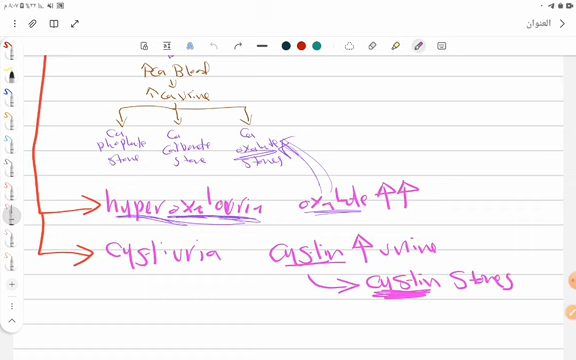 العنوان
↑Ca Blood
↑Ca urine
Ca phosphate stone
Ca Carbonate stone
Ca oxalate stones
hyperoxalouria oxalate ↑↑
Cystiuria Cystin ↑ urine
Cystin stones